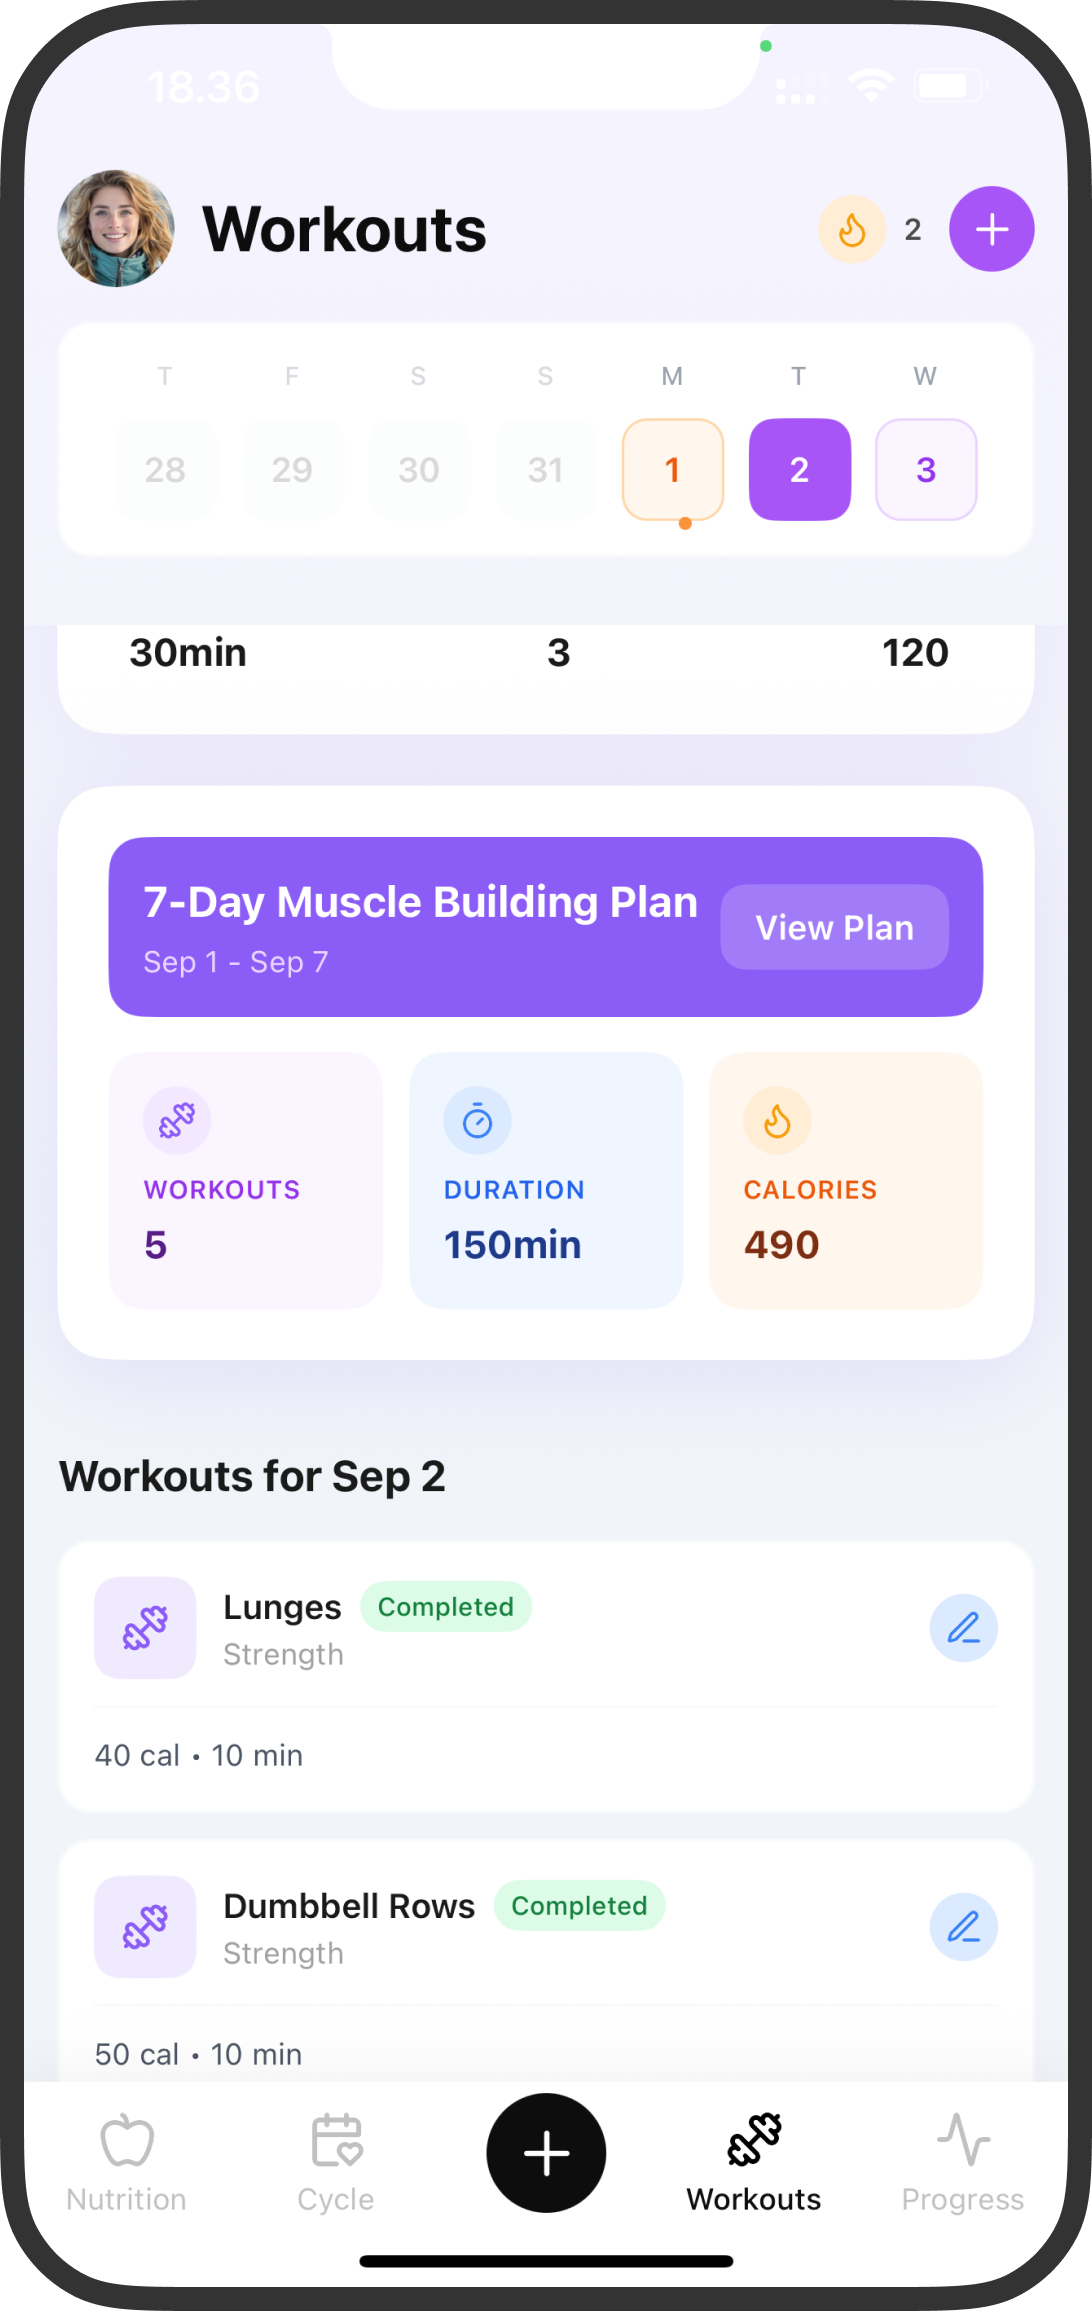 18.36
Workouts
2
T F S S M T W
28 29 30 31 1 2 3
30min 3 120
7-Day Muscle Building Plan
Sep 1 - Sep 7
View Plan
WORKOUTS DURATION CALORIES
5 150min 490
Workouts for Sep 2
Lunges Completed
Strength
40 cal • 10 min
Dumbbell Rows Completed
Strength
50 cal • 10 min
Nutrition Cycle Workouts Progress